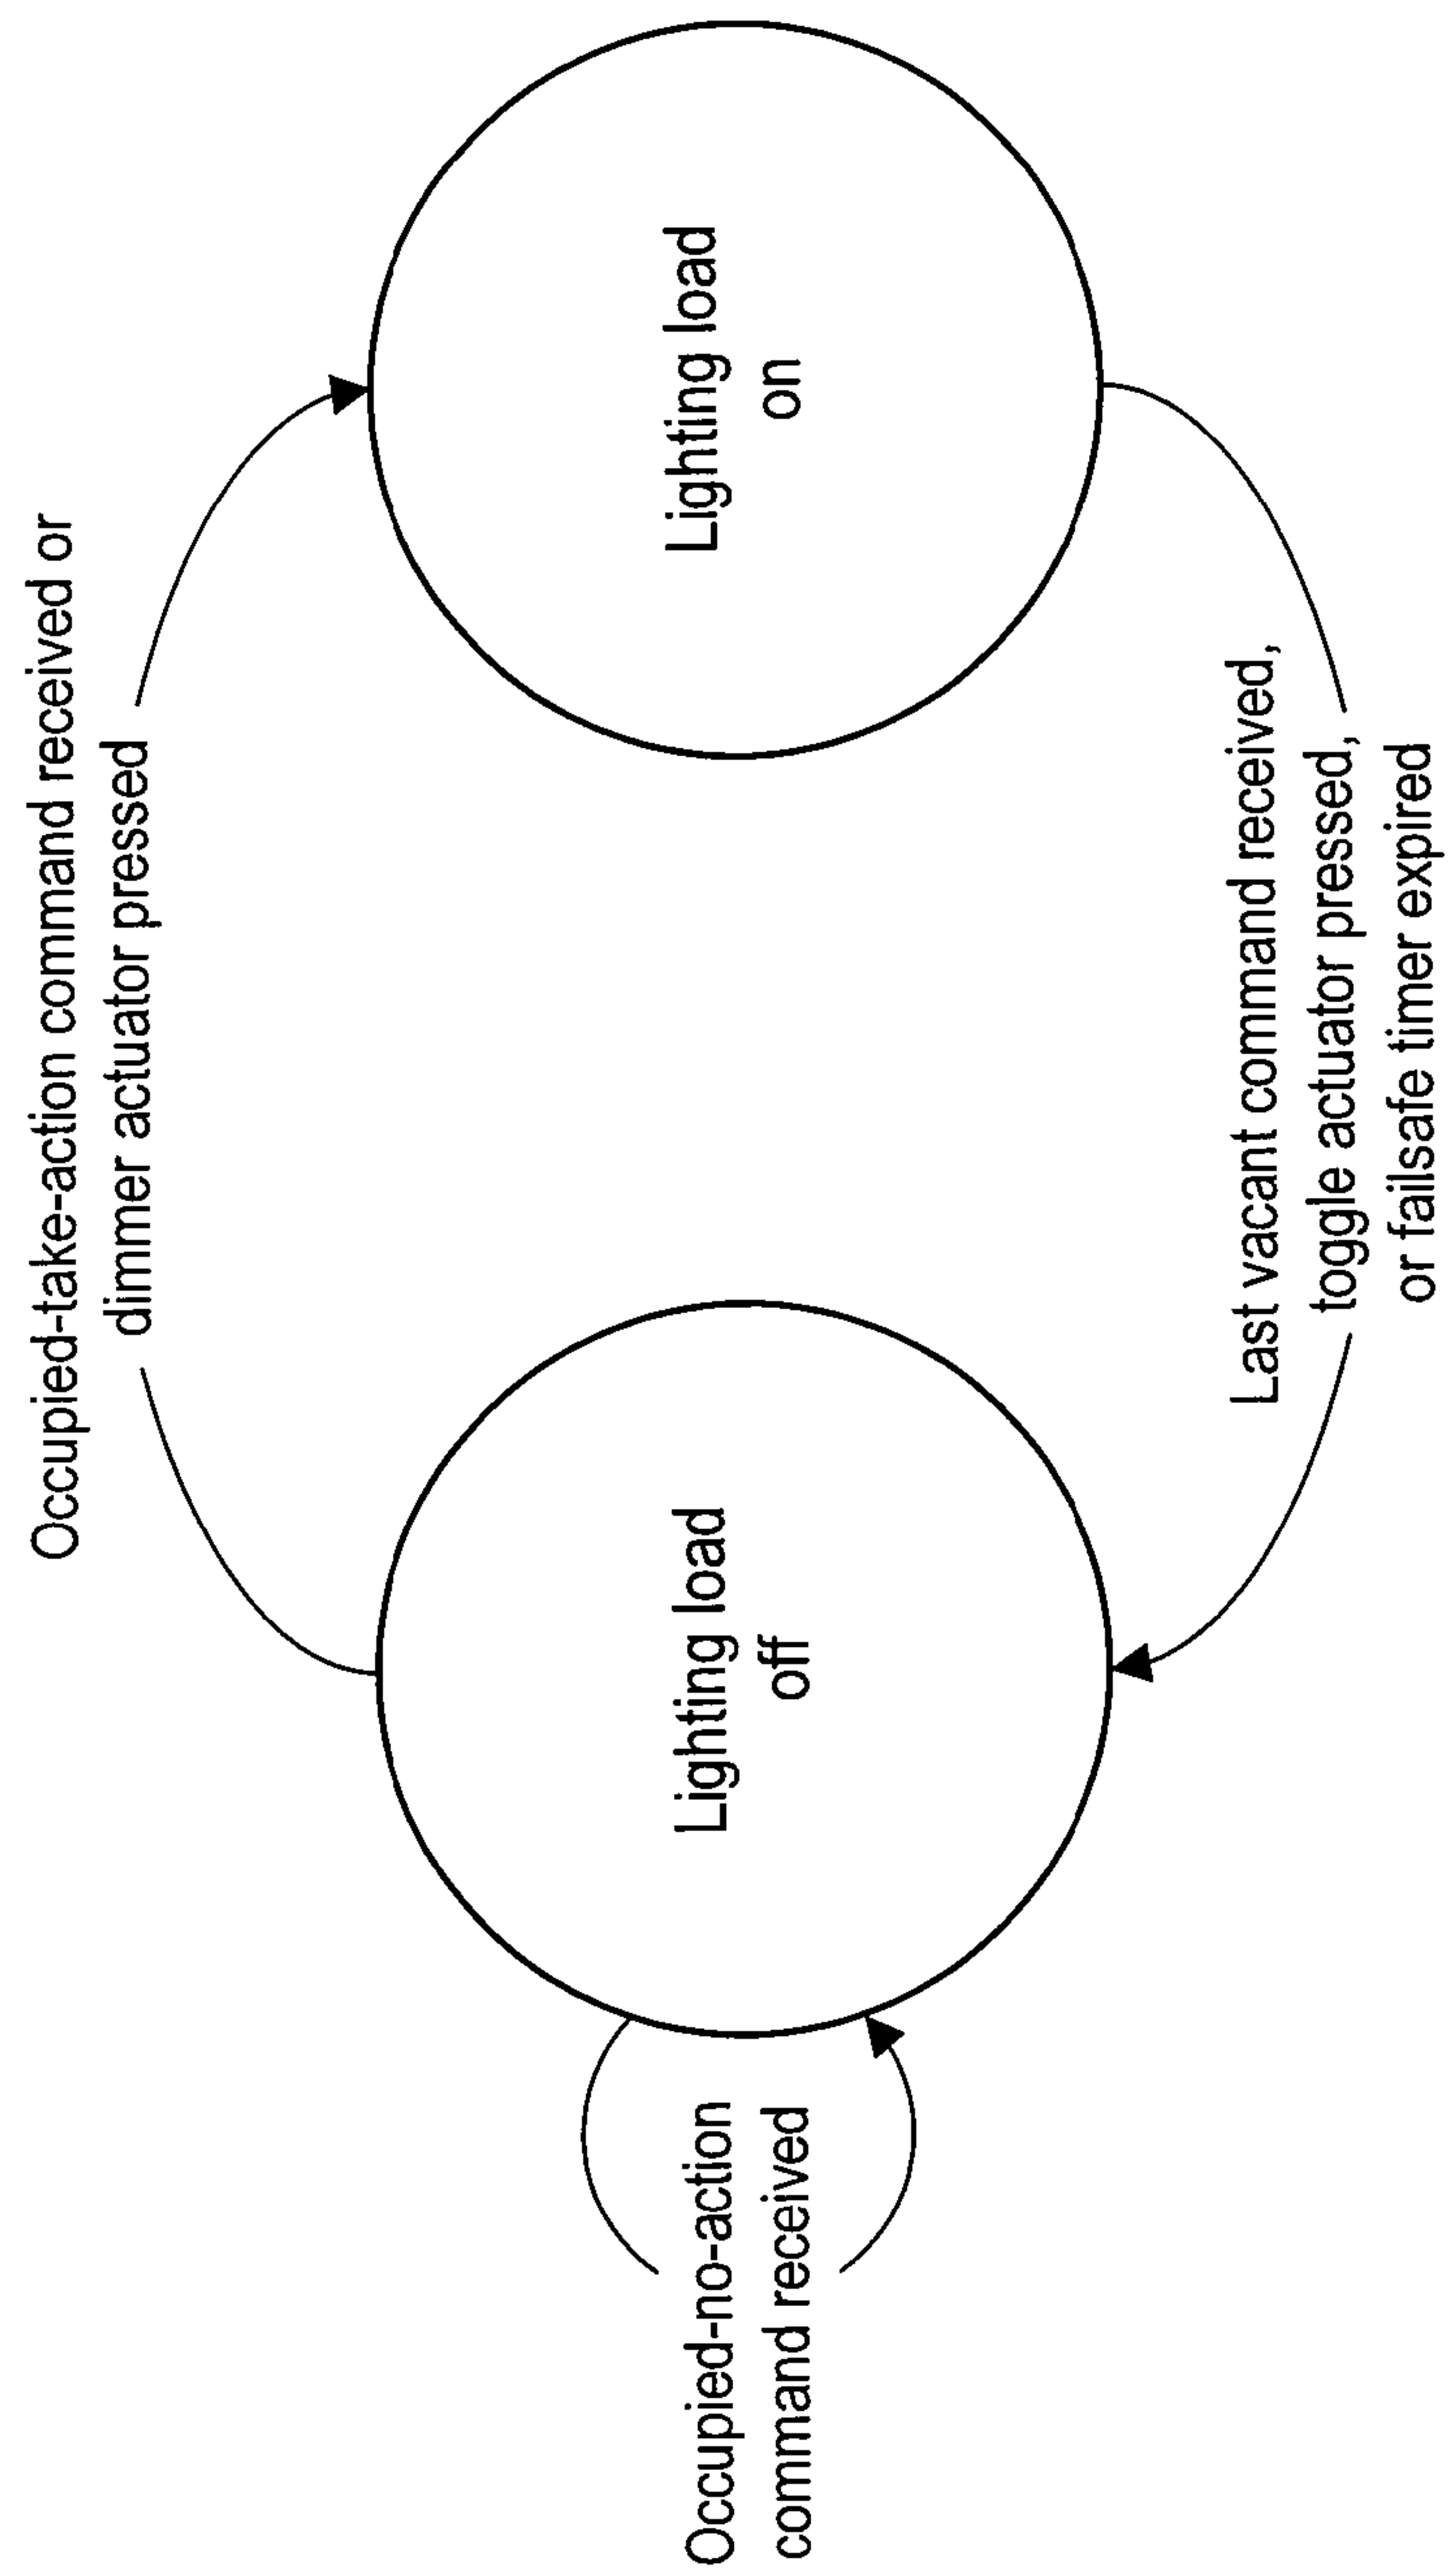 Occupied-take-action command received or
dimmer actuator pressed
Occupied-no-action
command received
Lighting load
off
Lighting load
on
Last vacant command received,
toggle actuator pressed,
or failsafe timer expired